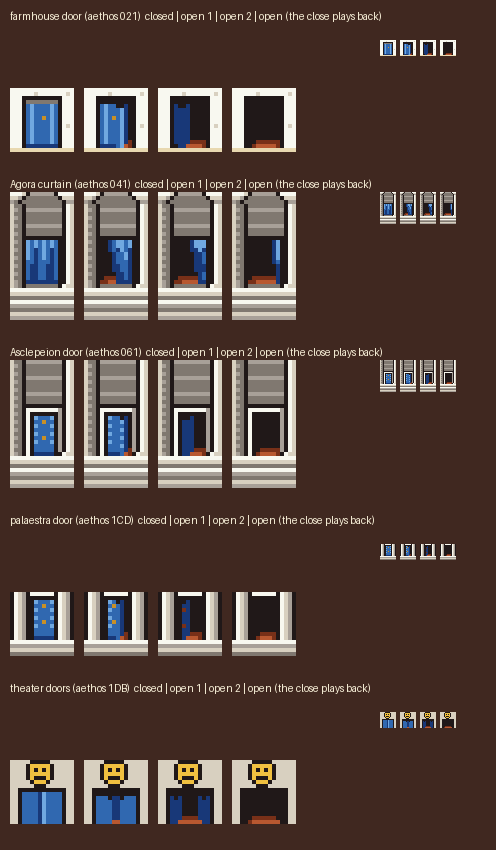 farmhouse door (aethos 021)  closed | open 1 | open 2 | open (the close plays back)
Agora curtain (aethos 041)  closed | open 1 | open 2 | open (the close plays back)
Asclepeion door (aethos 061)  closed | open 1 | open 2 | open (the close plays back)
palaestra door (aethos 1CD)  closed | open 1 | open 2 | open (the close plays back)
theater doors (aethos 1DB)  closed | open 1 | open 2 | open (the close plays back)